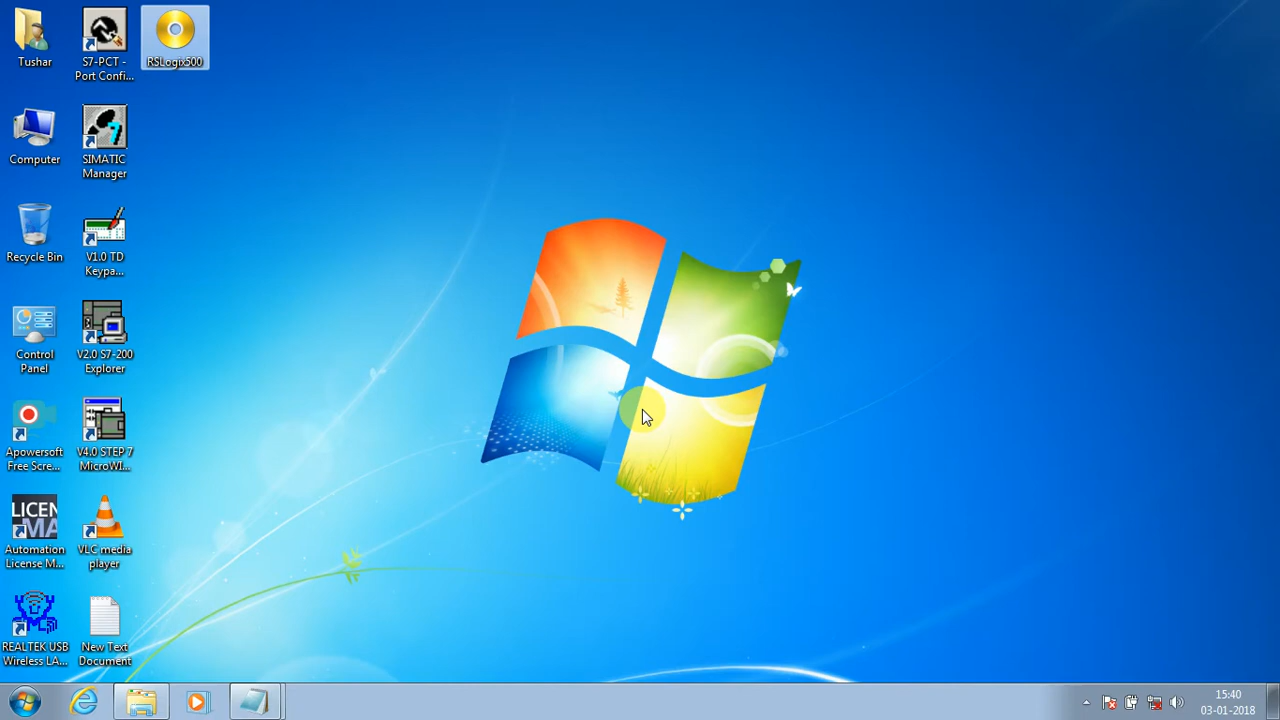 Tushar
S7-PCT -
Port Confi...
RSLogix500
Computer
SIMATIC
Manager
Recycle Bin
V1.0 TD
Keypa...
Control
Panel
V2.0 S7-200
Explorer
Apowersoft
Free Scre...
V4.0 STEP 7
MicroWI...
LICEN
MA
Automation
License M...
VLC media
player
REALTEK USB
Wireless LA...
New Text
Document
15:40
03-01-2018